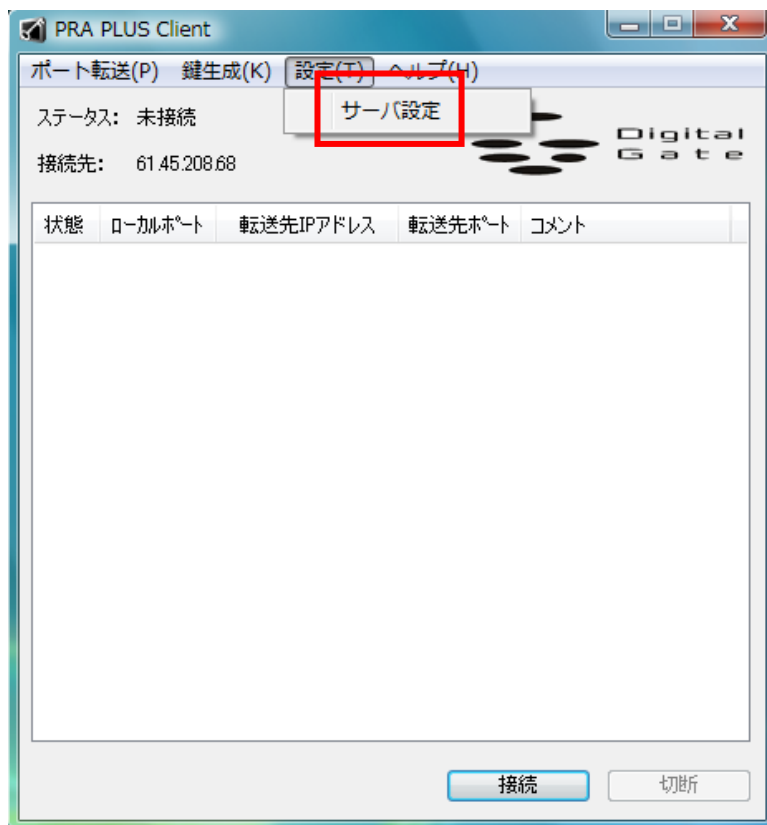 PRA PLUS Client
ポート転送(P) 鍵生成(K) 設定(T) ヘルプ(H)
サーバ設定
ステータス: 未接続
Digital
Gate
接続先: 61.45.208.68
状態 ローカルポート 転送先IPアドレス 転送先ポート コメント
接続 切断